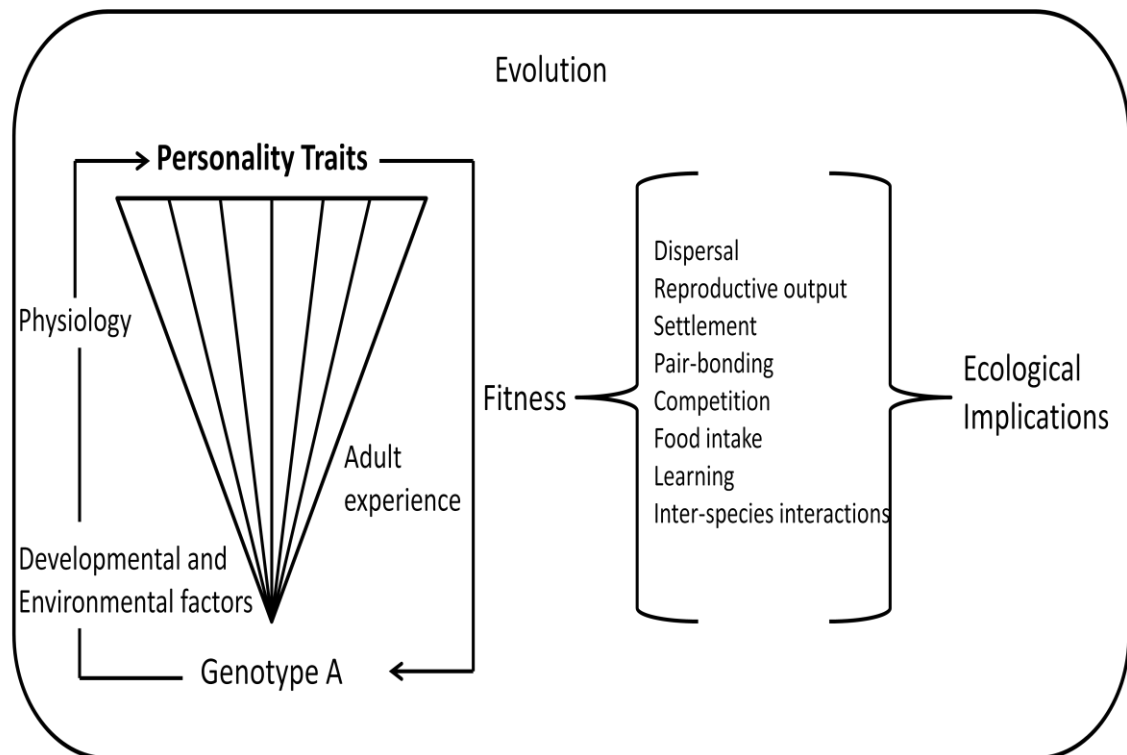 Evolution
Personality Traits
Physiology
Adult
experience
Developmental and
Environmental factors
Genotype A
Fitness
Dispersal
Reproductive output
Settlement
Pair-bonding
Competition
Food intake
Learning
Inter-species interactions
Ecological
Implications